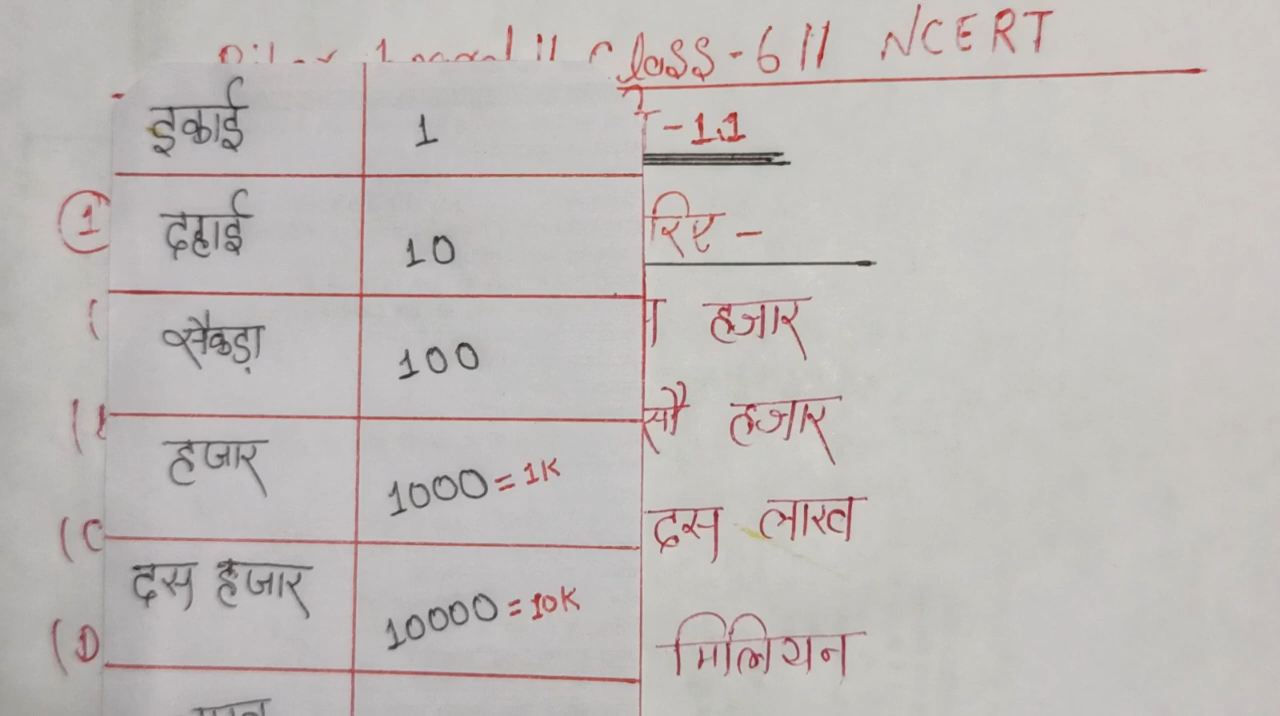 Class - 6 || NCERT
- 1.1
इकाई 1
1
दहाई 10
रिए -
सैकड़ा 100
हजार
सौ हजार
हजार 1000 = 1K
(C
दस लाख
दस हजार 10000 = 10K
(D
मिलियन